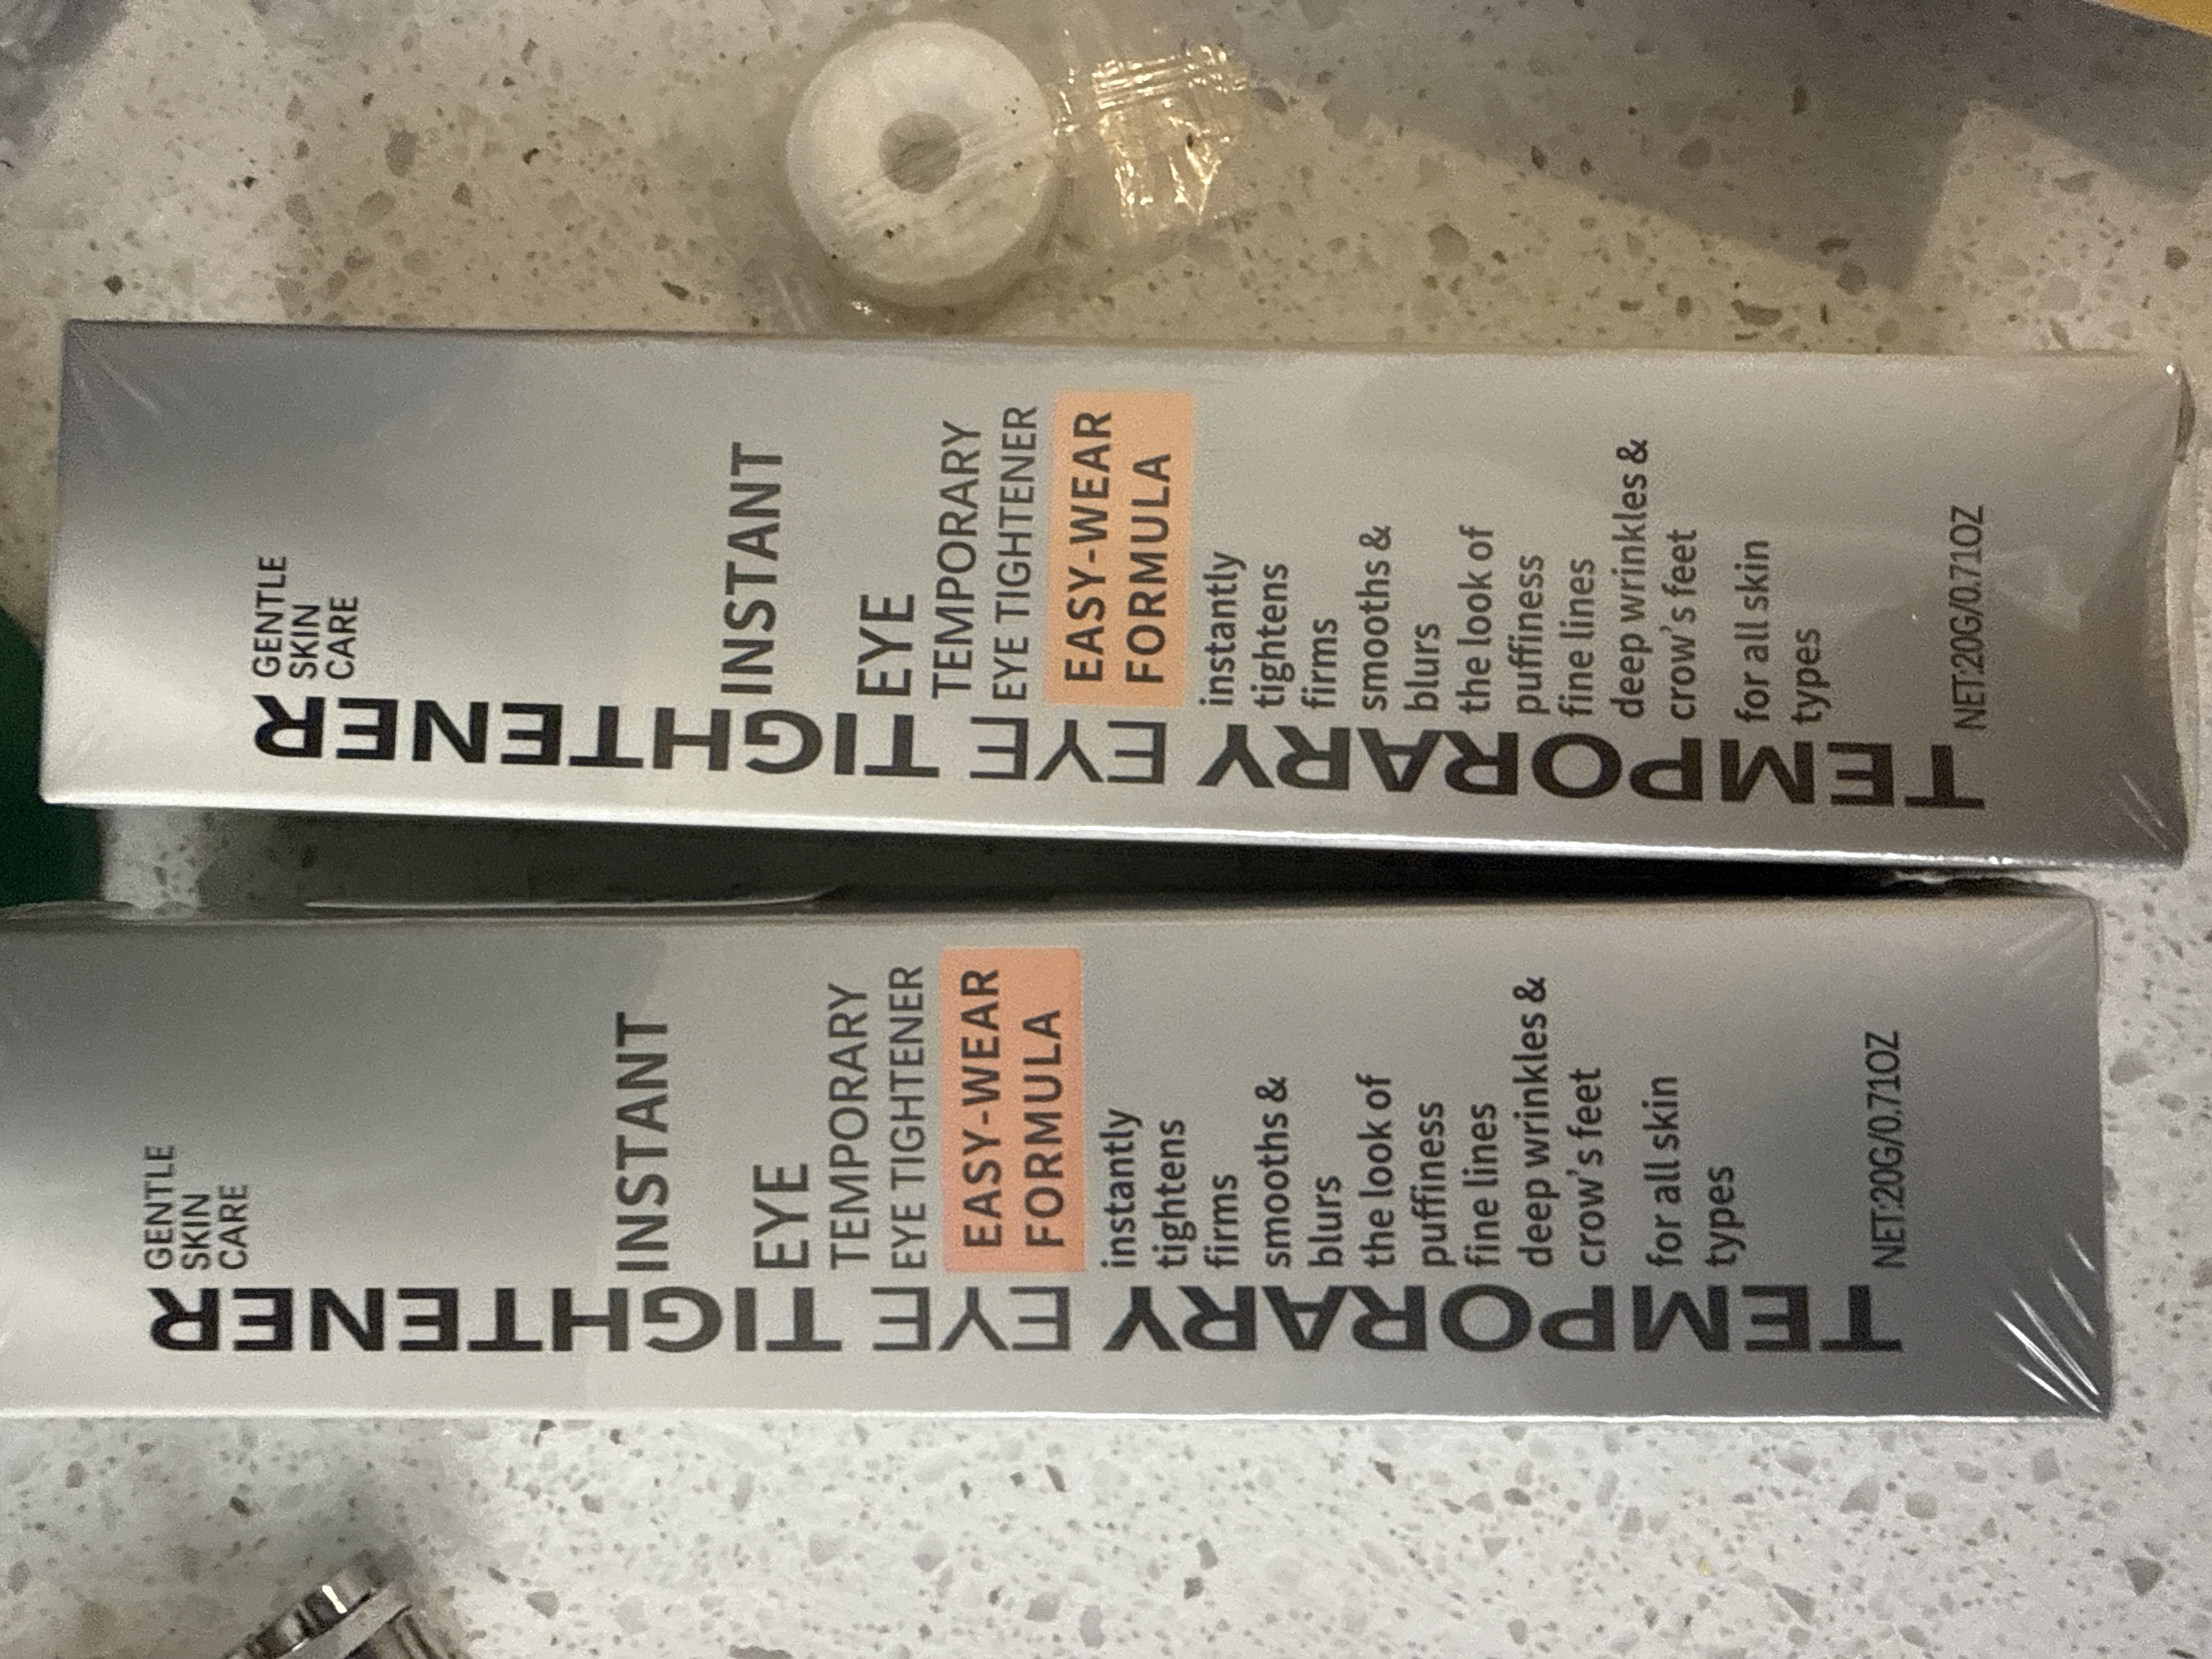 GENTLE
SKIN
CARE
INSTANT
EYE
TEMPORARY
EYE TIGHTENER
EASY-WEAR
FORMULA
instantly
tightens
firms
smooths &
blurs
the look of
puffiness
fine lines
deep wrinkles &
crow's feet
for all skin
types
NET:20G/0.71OZ
TEMPORARY EYE TIGHTENER
GENTLE
SKIN
CARE
INSTANT
EYE
TEMPORARY
EYE TIGHTENER
EASY-WEAR
FORMULA
instantly
tightens
firms
smooths &
blurs
the look of
puffiness
fine lines
deep wrinkles &
crow's feet
for all skin
types
NET:20G/0.71OZ
TEMPORARY EYE TIGHTENER